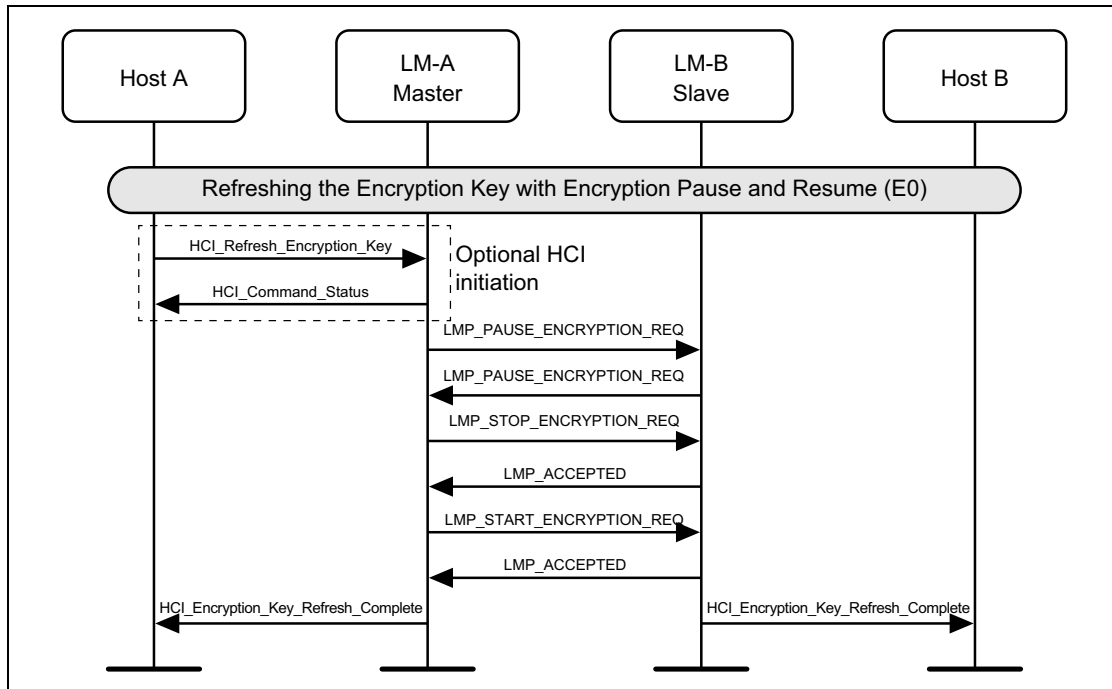 Host A
LM-A
Master
LM-B
Slave
Host B
Refreshing the Encryption Key with Encryption Pause and Resume (E0)
HCI_Refresh_Encryption_Key
Optional HCI
initiation
HCI_Command_Status
LMP_PAUSE_ENCRYPTION_REQ
LMP_PAUSE_ENCRYPTION_REQ
LMP_STOP_ENCRYPTION_REQ
LMP_ACCEPTED
LMP_START_ENCRYPTION_REQ
LMP_ACCEPTED
HCI_Encryption_Key_Refresh_Complete
HCI_Encryption_Key_Refresh_Complete